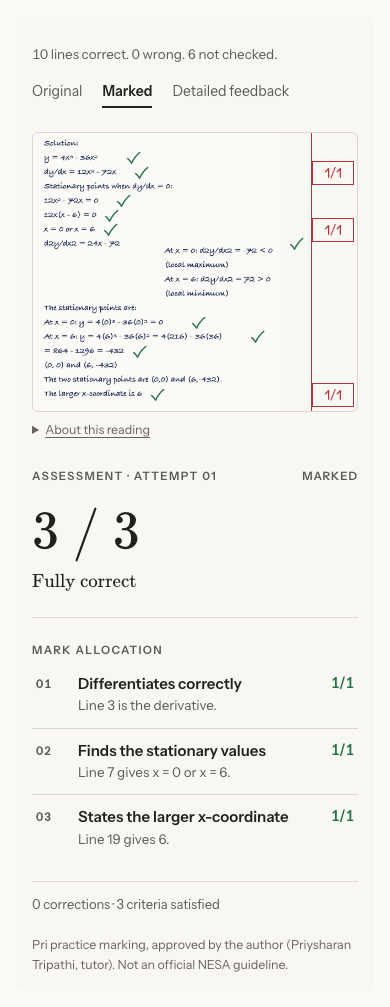 10 lines correct. 0 wrong. 6 not checked.
Original Marked Detailed feedback
Solution:
y = 4x³ - 36x²
dy/dx = 12x² - 72x
1/1
Stationary points when dy/dx = 0:
12x² - 72x = 0
12x(x - 6) = 0
x = 0 or x = 6
1/1
d2y/dx2 = 24x - 72
At x = 0: d2y/dx2 = -72 < 0
(local maximum)
At x = 6: d2y/dx2 = 72 > 0
(local minimum)
The stationary points are:
At x = 0: y = 4(0)³ - 36(0)² = 0
At x = 6: y = 4(6)³ - 36(6)² = 4(216) - 36(36)
= 864 - 1296 = -432
(0, 0) and (6, -432)
The two stationary points are (0,0) and (6,-432).
The larger x-coordinate is 6
1/1
About this reading
ASSESSMENT · ATTEMPT 01 MARKED
3 / 3
Fully correct
MARK ALLOCATION
01 Differentiates correctly 1/1
Line 3 is the derivative.
02 Finds the stationary values 1/1
Line 7 gives x = 0 or x = 6.
03 States the larger x-coordinate 1/1
Line 19 gives 6.
0 corrections · 3 criteria satisfied
Pri practice marking, approved by the author (Priysharan
Tripathi, tutor). Not an official NESA guideline.